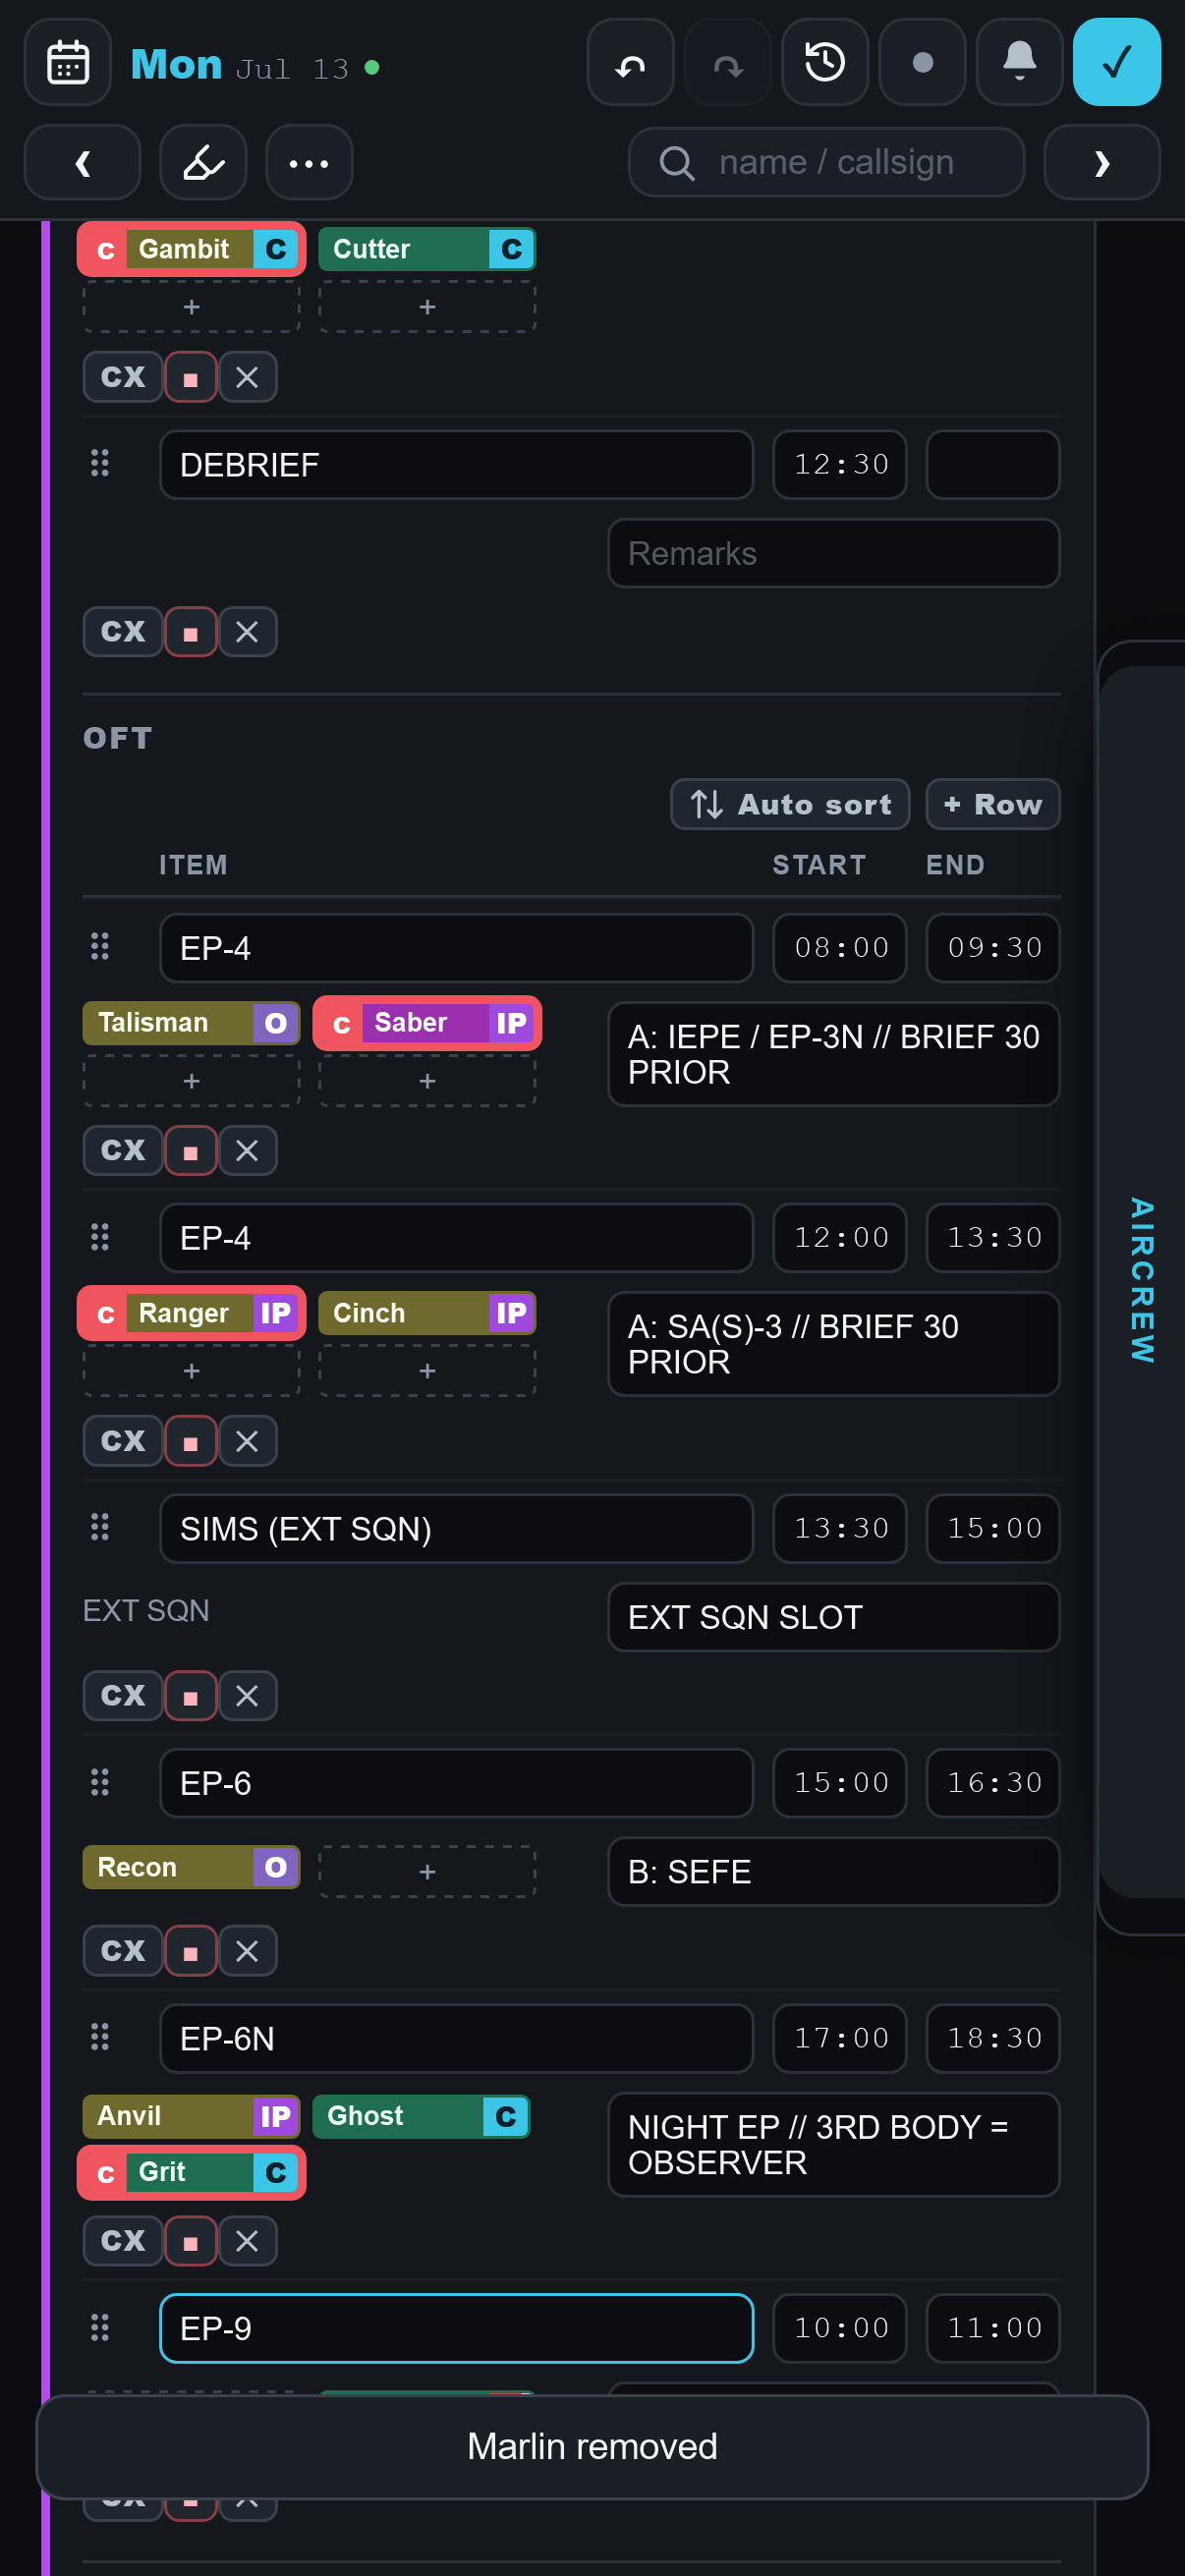 Mon Jul 13
name / callsign
c Gambit C Cutter C
+ +
CX
DEBRIEF 12:30
Remarks
CX
OFT
Auto sort + Row
ITEM START END
EP-4 08:00 09:30
Talisman O c Saber IP
A: IEPE / EP-3N // BRIEF 30
PRIOR
+ +
CX
EP-4 12:00 13:30
c Ranger IP Cinch IP
A: SA(S)-3 // BRIEF 30
PRIOR
+ +
CX
SIMS (EXT SQN) 13:30 15:00
EXT SQN EXT SQN SLOT
CX
EP-6 15:00 16:30
Recon O + B: SEFE
CX
EP-6N 17:00 18:30
Anvil IP Ghost C
NIGHT EP // 3RD BODY =
OBSERVER
c Grit C
CX
EP-9 10:00 11:00
Marlin removed
AIRCREW